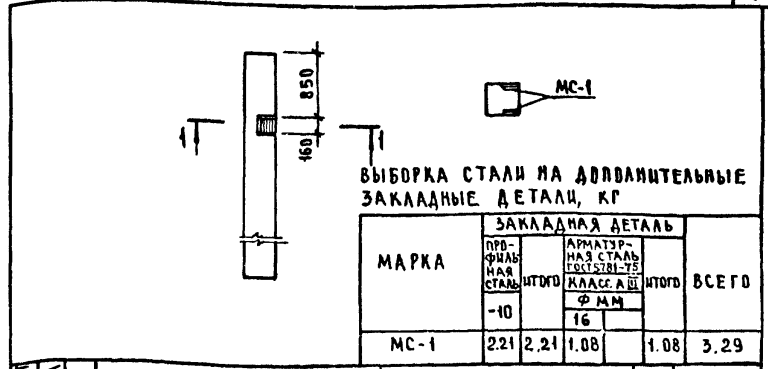 850
МС-1
1
1
160
ВЫБОРКА СТАЛИ НА ДОПОЛНИТЕЛЬНЫЕ
ЗАКЛАДНЫЕ ДЕТАЛИ, КГ
МАРКА
ЗАКЛАДНАЯ ДЕТАЛЬ
ПРО-
ФИЛЬ
НАЯ
СТАЛЬ
ИТОГО
АРМАТУР-
НАЯ СТАЛЬ
ГОСТ 5781-75
КЛАСС А III
Ф ММ
ИТОГО
ВСЕГО
-10
16
МС-1 2.21 2,21 1.08 1.08 3,29